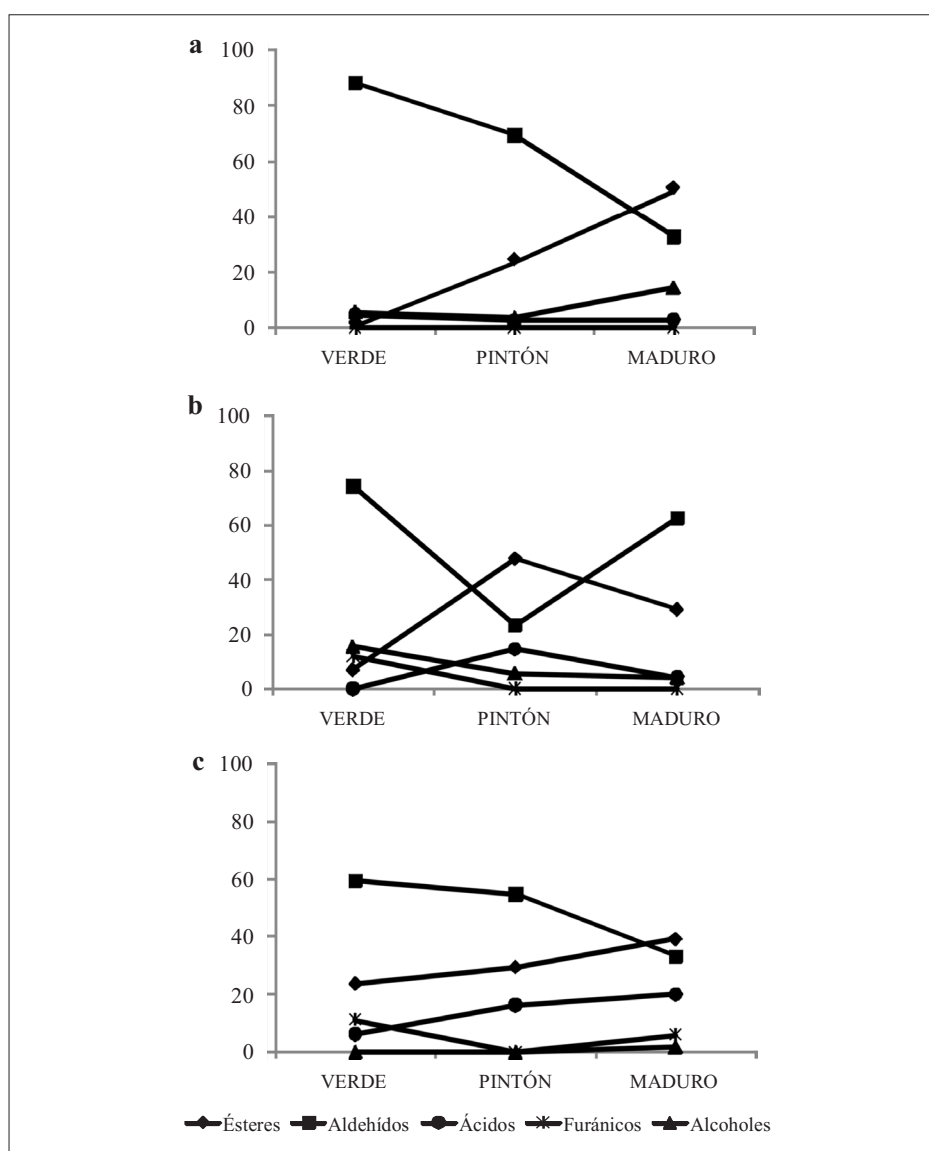 a
100
80
60
40
20
0
VERDE PINTÓN MADURO
b
100
80
60
40
20
0
VERDE PINTÓN MADURO
c
100
80
60
40
20
0
VERDE PINTÓN MADURO
Ésteres Aldehídos Ácidos Furánicos Alcoholes